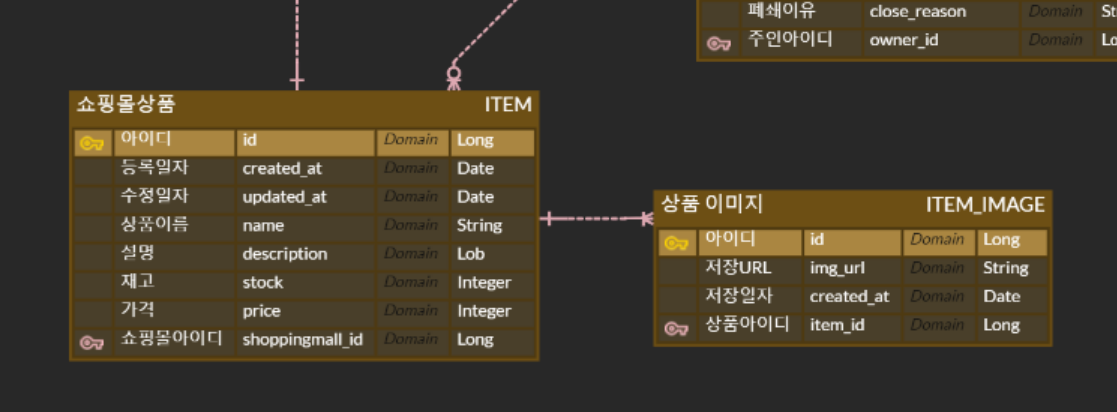 폐쇄이유 close_reason Domain
주인아이디 owner_id Domain
쇼핑몰상품 ITEM
아이디 id Domain Long
등록일자 created_at Domain Date
수정일자 updated_at Domain Date
상품이름 name Domain String
설명 description Domain Lob
재고 stock Domain Integer
가격 price Domain Integer
쇼핑몰아이디 shoppingmall_id Domain Long
상품 이미지 ITEM_IMAGE
아이디 id Domain Long
저장URL img_url Domain String
저장일자 created_at Domain Date
상품아이디 item_id Domain Long